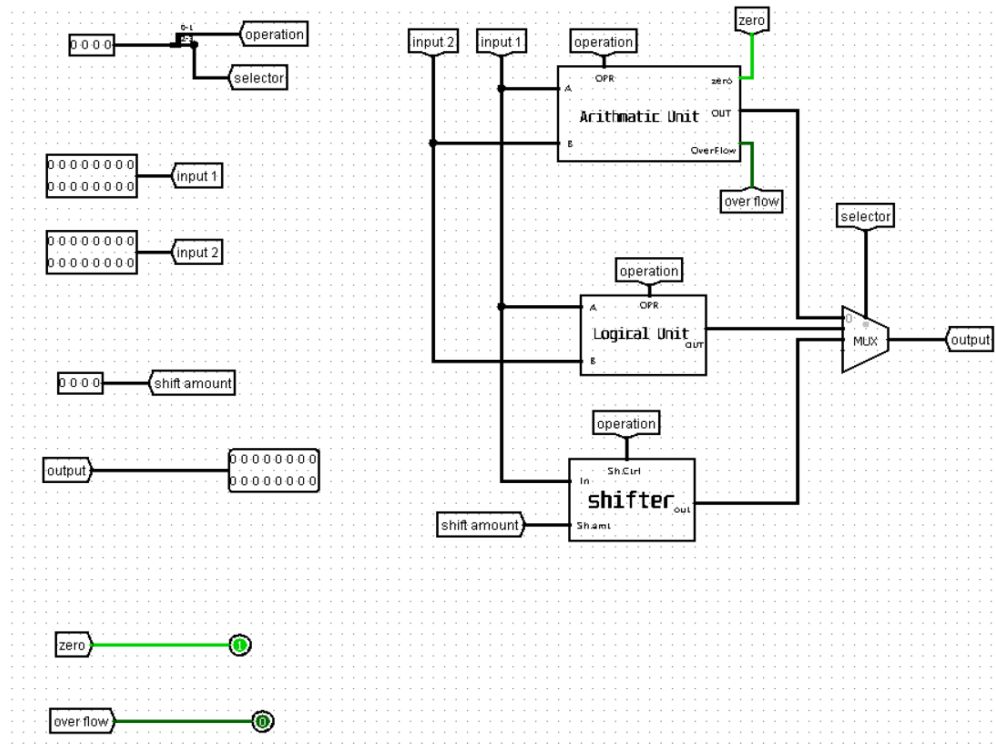 0-1
0 0 0 0
2-3
operation
selector
0 0 0 0 0 0 0 0
0 0 0 0 0 0 0 0
input 1
0 0 0 0 0 0 0 0
0 0 0 0 0 0 0 0
input 2
0 0 0 0
shift amount
output
0 0 0 0 0 0 0 0
0 0 0 0 0 0 0 0
zero
1
over flow
0
input 2
input 1
operation
zero
OPR
zero
A
Arithmatic Unit
OUT
B
OverFlow
over flow
selector
operation
OPR
A
Logical Unit
OUT
B
0
MUX
output
operation
Sh.Ctrl
In
shifter
out
shift amount
Sh.amt